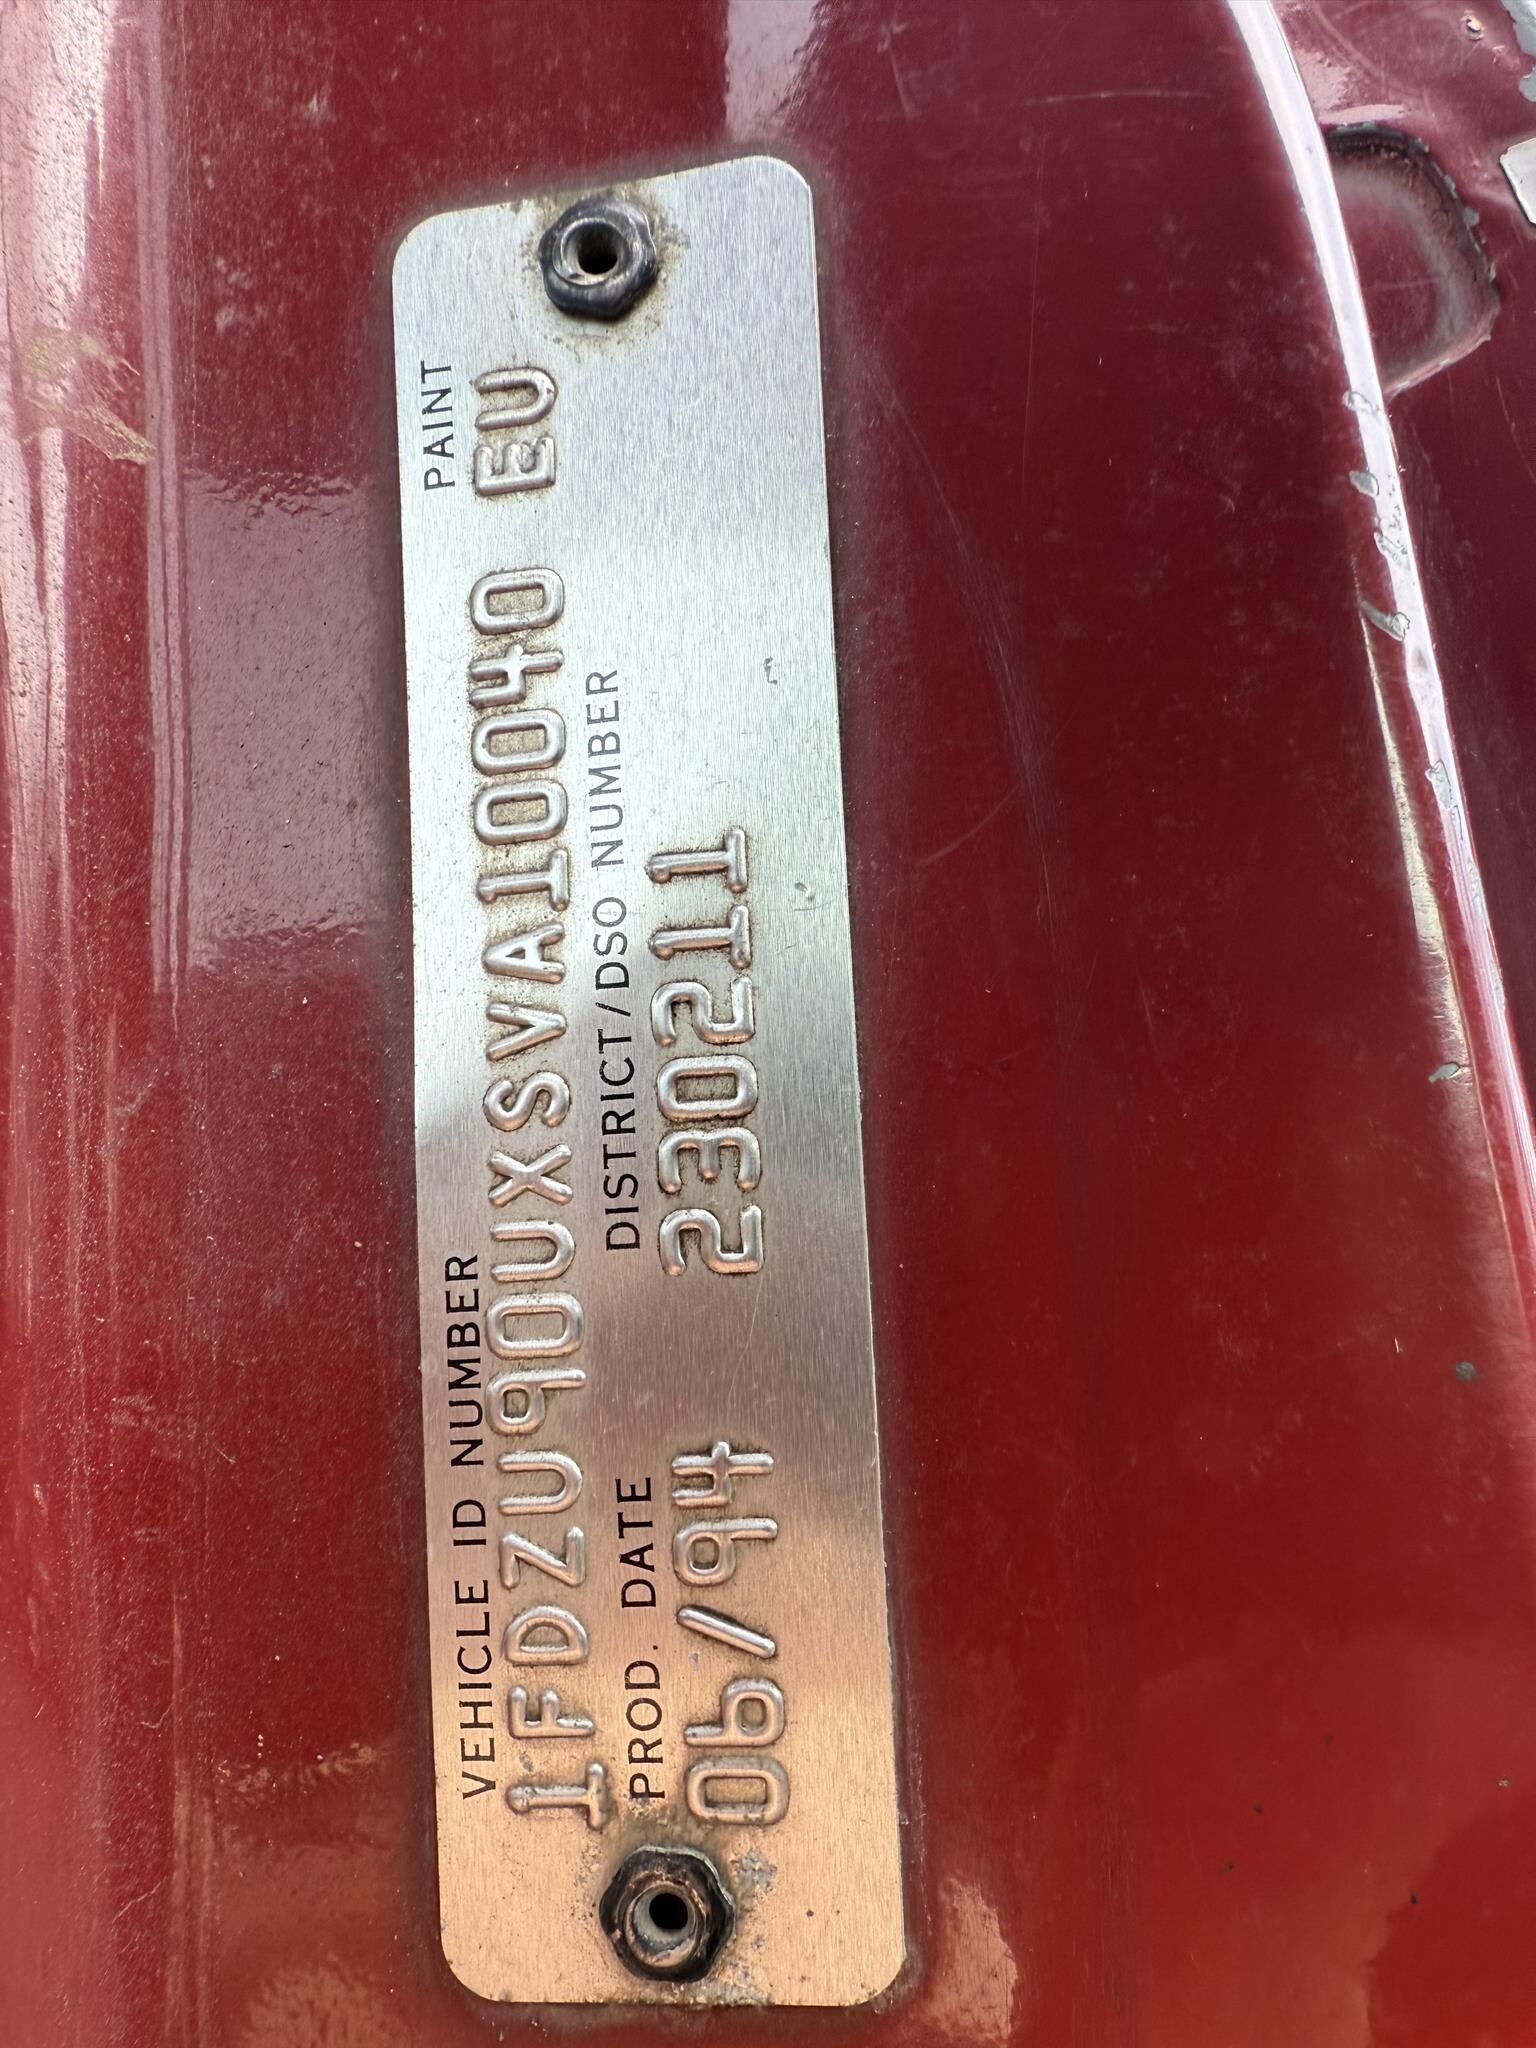 VEHICLE ID NUMBER PAINT
1FDZU90UXSVA10040 EU
PROD. DATE DISTRICT/DSO NUMBER
06/94 230211